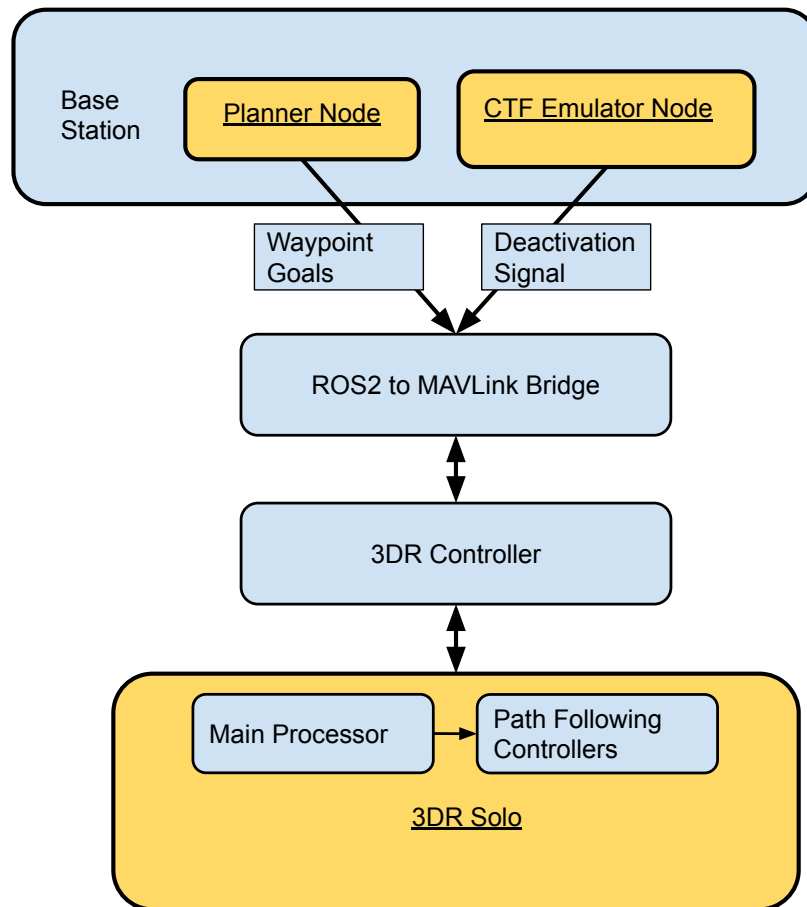 Base
Station
Planner Node
CTF Emulator Node
Waypoint
Goals
Deactivation
Signal
ROS2 to MAVLink Bridge
3DR Controller
Main Processor
Path Following
Controllers
3DR Solo